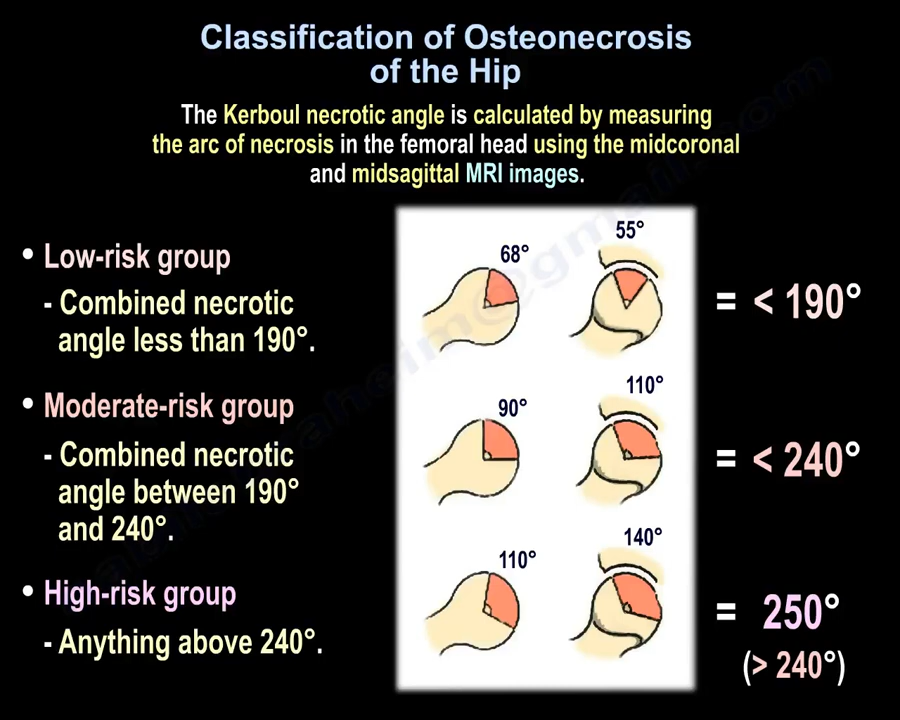 Classification of Osteonecrosis
of the Hip
The Kerboul necrotic angle is calculated by measuring
the arc of necrosis in the femoral head using the midcoronal
and midsagittal MRI images.
• Low-risk group
- Combined necrotic
angle less than 190°.
68°
55°
= < 190°
• Moderate-risk group
- Combined necrotic
angle between 190°
and 240°.
90°
110°
= < 240°
• High-risk group
- Anything above 240°.
110°
140°
= 250°
(> 240°)